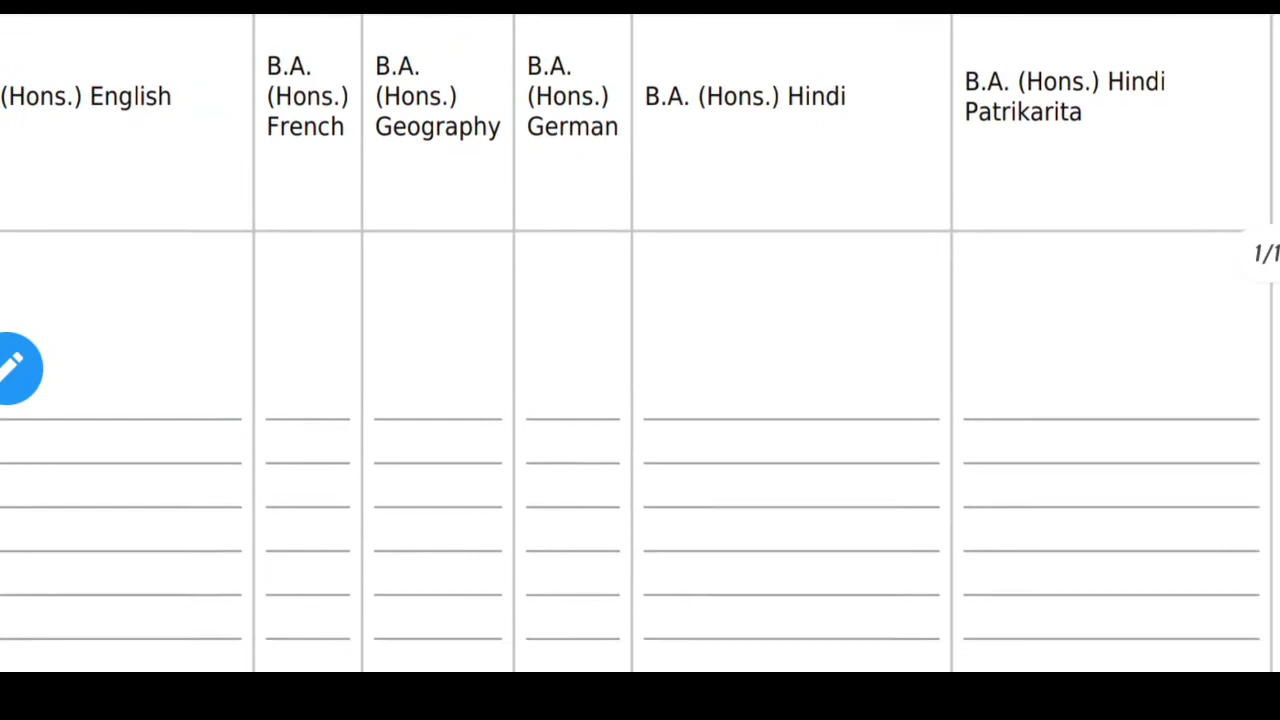 (Hons.) English
B.A.
(Hons.)
French
B.A.
(Hons.)
Geography
B.A.
(Hons.)
German
B.A. (Hons.) Hindi
B.A. (Hons.) Hindi
Patrikarita
1/1